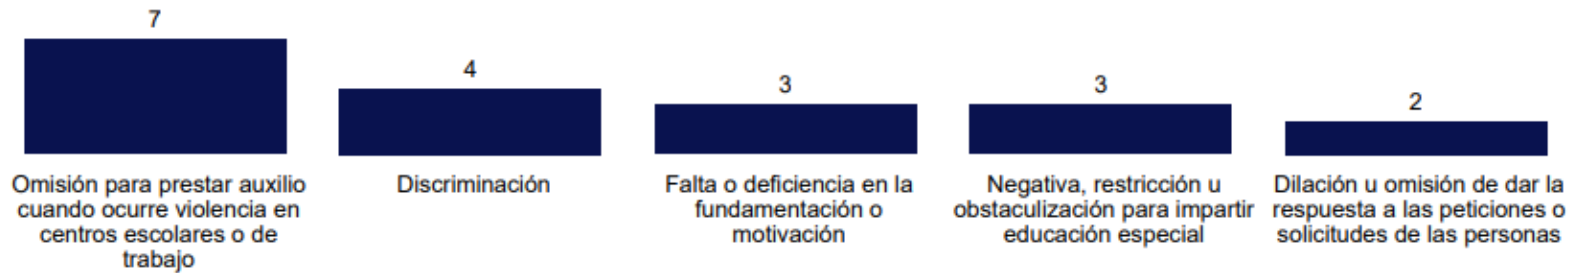 7
4
3
3
2
Omisión para prestar auxilio
cuando ocurre violencia en
centros escolares o de
trabajo
Discriminación
Falta o deficiencia en la
fundamentación o
motivación
Negativa, restricción u
obstaculización para impartir
educación especial
Dilación u omisión de dar la
respuesta a las peticiones o
solicitudes de las personas